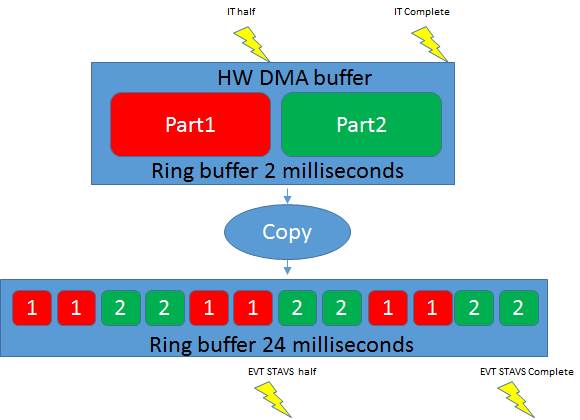 IT half
IT Complete
HW DMA buffer
Part1
Part2
Ring buffer 2 milliseconds
Copy
1 1 2 2 1 1 2 2 1 1 2 2
Ring buffer 24 milliseconds
EVT STAVS half
EVT STAVS Complete